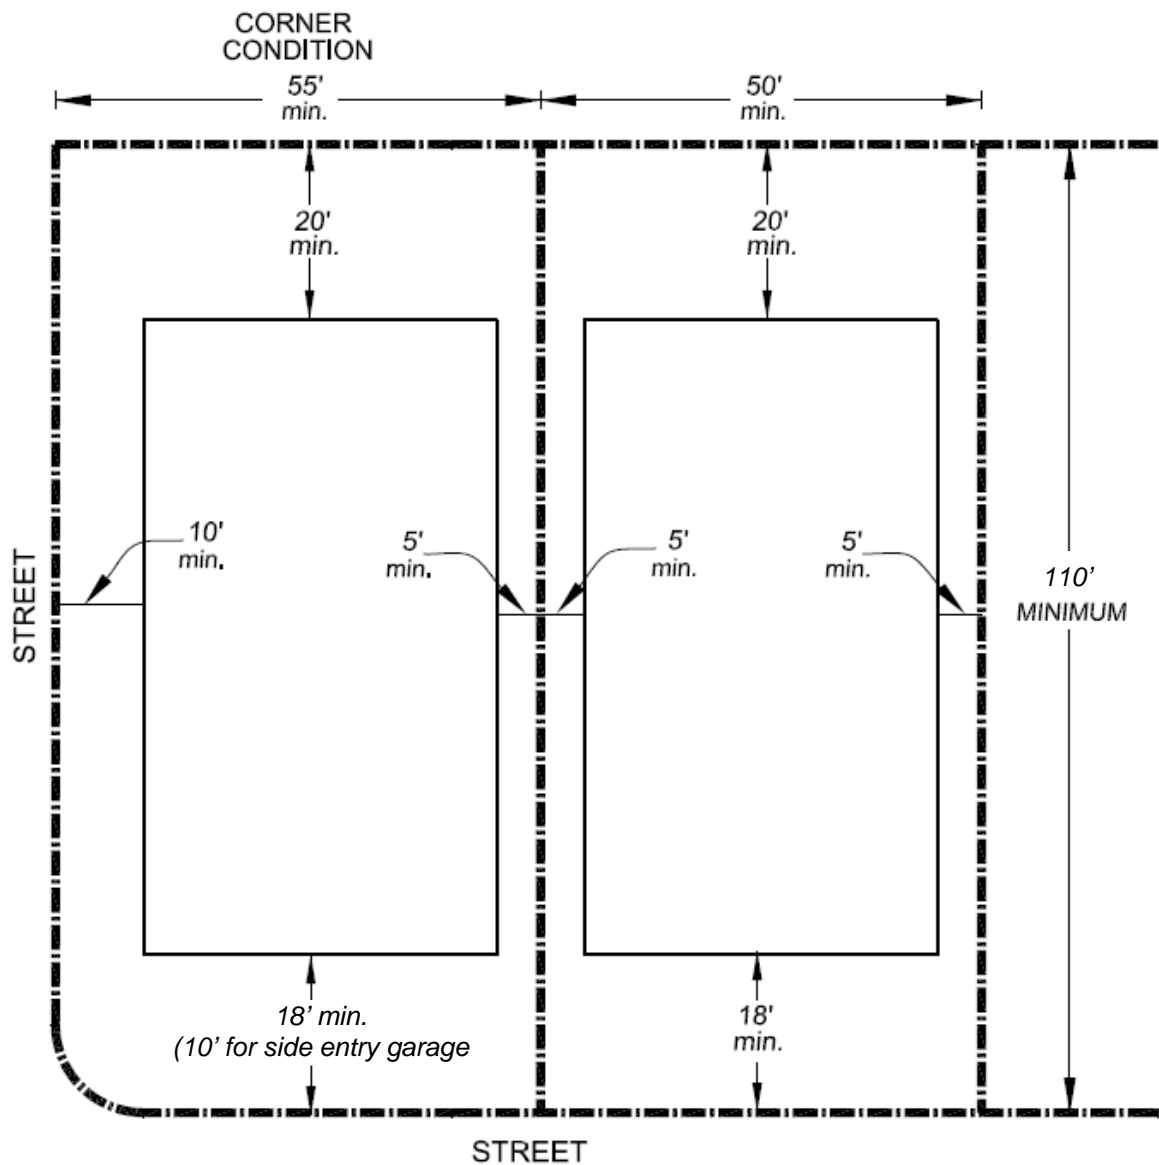 CORNER
CONDITION
55'
min.
50'
min.
20'
min.
20'
min.
10'
min.
5'
min.
5'
min.
5'
min.
110’
MINIMUM
STREET
18’ min.
(10’ for side entry garage
18'
min.
STREET